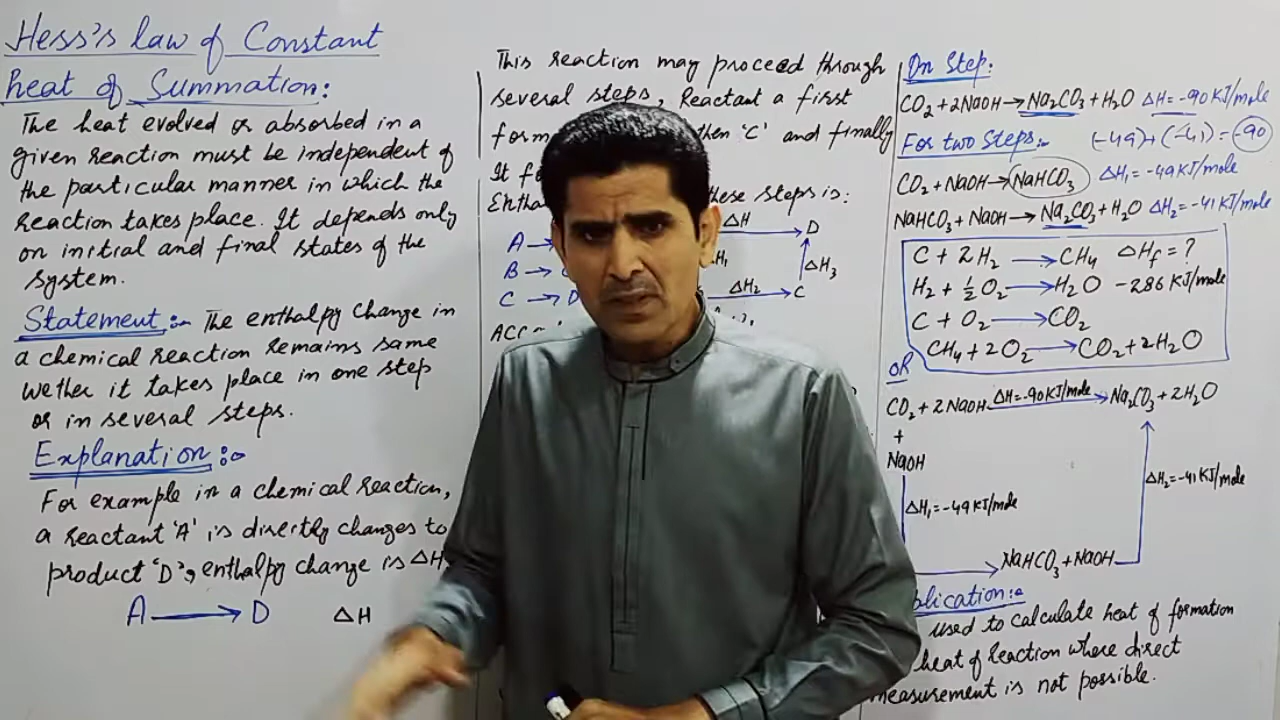 Hess's law of Constant
heat of Summation:
The heat evolved or absorbed in a
given reaction must be independent of
the particular manner in which the
reaction takes place. It depends only
on initial and final states of the
system.
Statement:- The enthalpy change in
a chemical reaction remains same
wether it takes place in one step
or in several steps.
Explanation:-
For example in a chemical reaction,
a reactant 'A' is directly changes to
product 'D', enthalpy change is ΔH
A → D ΔH
This reaction may proceed through
several steps, Reactant a first
then 'C' and finally
It
these steps is:
A →
B →
C → D
ΔH → D
ΔH₃
ΔH₂ → C
On Step:
CO₂ + 2NaOH → Na₂CO₃ + H₂O ΔH = -90 KJ/mole
For two Steps:- (-49) + (-41) = -90
CO₂ + NaOH → NaHCO₃ ΔH₁ = -49 KJ/mole
NaHCO₃ + NaOH → Na₂CO₃ + H₂O ΔH₂ = -41 KJ/mole
C + 2H₂ → CH₄ ΔHf = ?
H₂ + ½O₂ → H₂O -286 KJ/mole
C + O₂ → CO₂
CH₄ + 2O₂ → CO₂ + 2H₂O
OR
CO₂ + 2NaOH ΔH = -90 KJ/mole → Na₂CO₃ + 2H₂O
+
NaOH
ΔH₂ = -41 KJ/mole
ΔH₁ = -49 KJ/mole
→ NaHCO₃ + NaOH
used to calculate heat of formation
heat of reaction where direct
measurement is not possible.